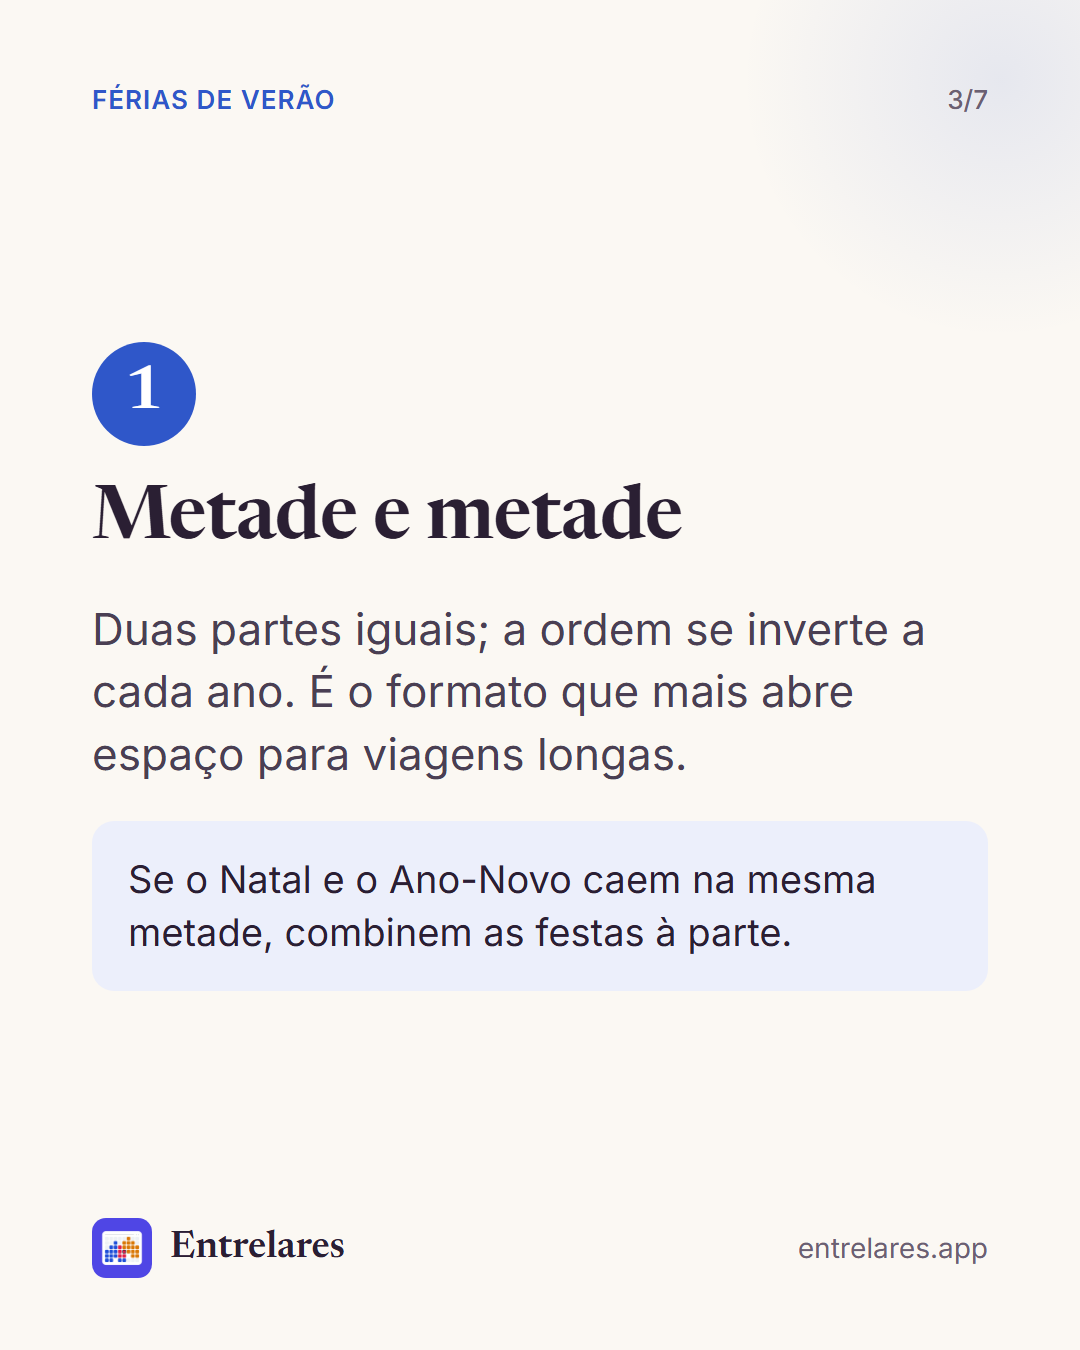 FÉRIAS DE VERÃO
3/7
1
Metade e metade
Duas partes iguais; a ordem se inverte a
cada ano. É o formato que mais abre
espaço para viagens longas.
Se o Natal e o Ano-Novo caem na mesma
metade, combinem as festas à parte.
Entrelares
entrelares.app